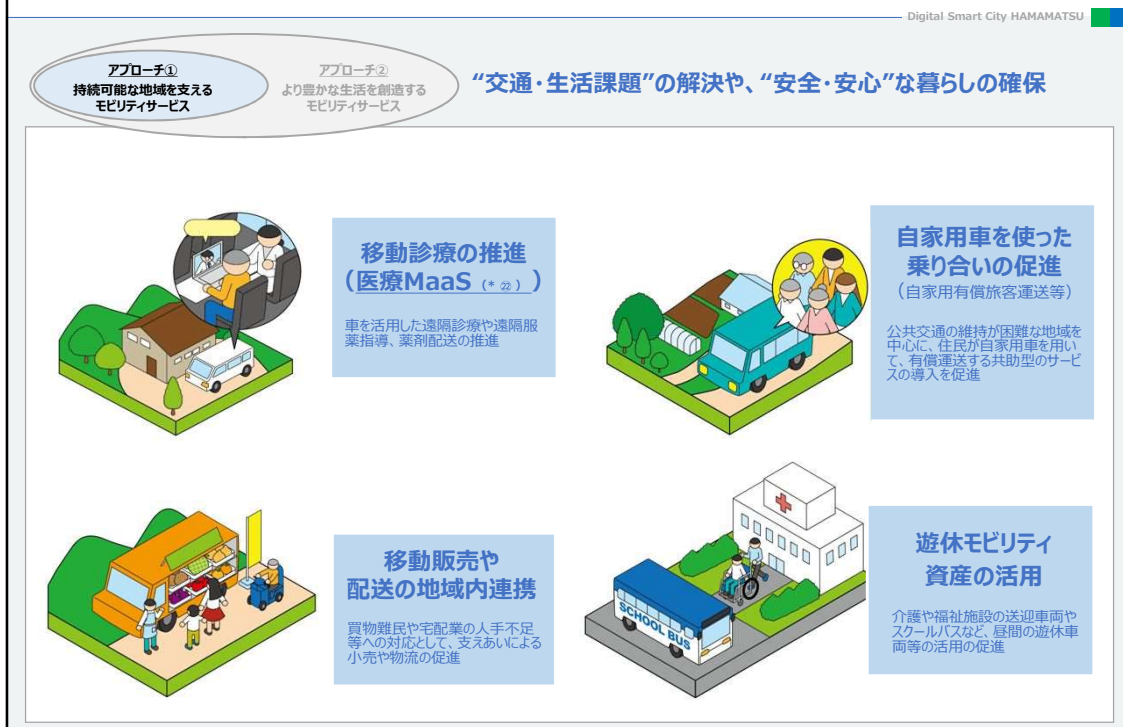 Digital Smart City HAMAMATSU
アプローチ①
持続可能な地域を支える
モビリティサービス
アプローチ②
より豊かな生活を創造する
モビリティサービス
“交通・生活課題”の解決や、“安全・安心”な暮らしの確保
移動診療の推進
（医療MaaS（*㉒））
車を活用した遠隔診療や遠隔服
薬指導、薬剤配送の推進
自家用車を使った
乗り合いの促進
（自家用有償旅客運送等）
公共交通の維持が困難な地域を
中心に、住民が自家用車を用い
て、有償運送する共助型のサービ
スの導入を促進
移動販売や
配送の地域内連携
買物難民や宅配業の人手不足
等への対応として、支えあいによる
小売や物流の促進
SCHOOL BUS
遊休モビリティ
資産の活用
介護や福祉施設の送迎車両や
スクールバスなど、昼間の遊休車
両等の活用の促進